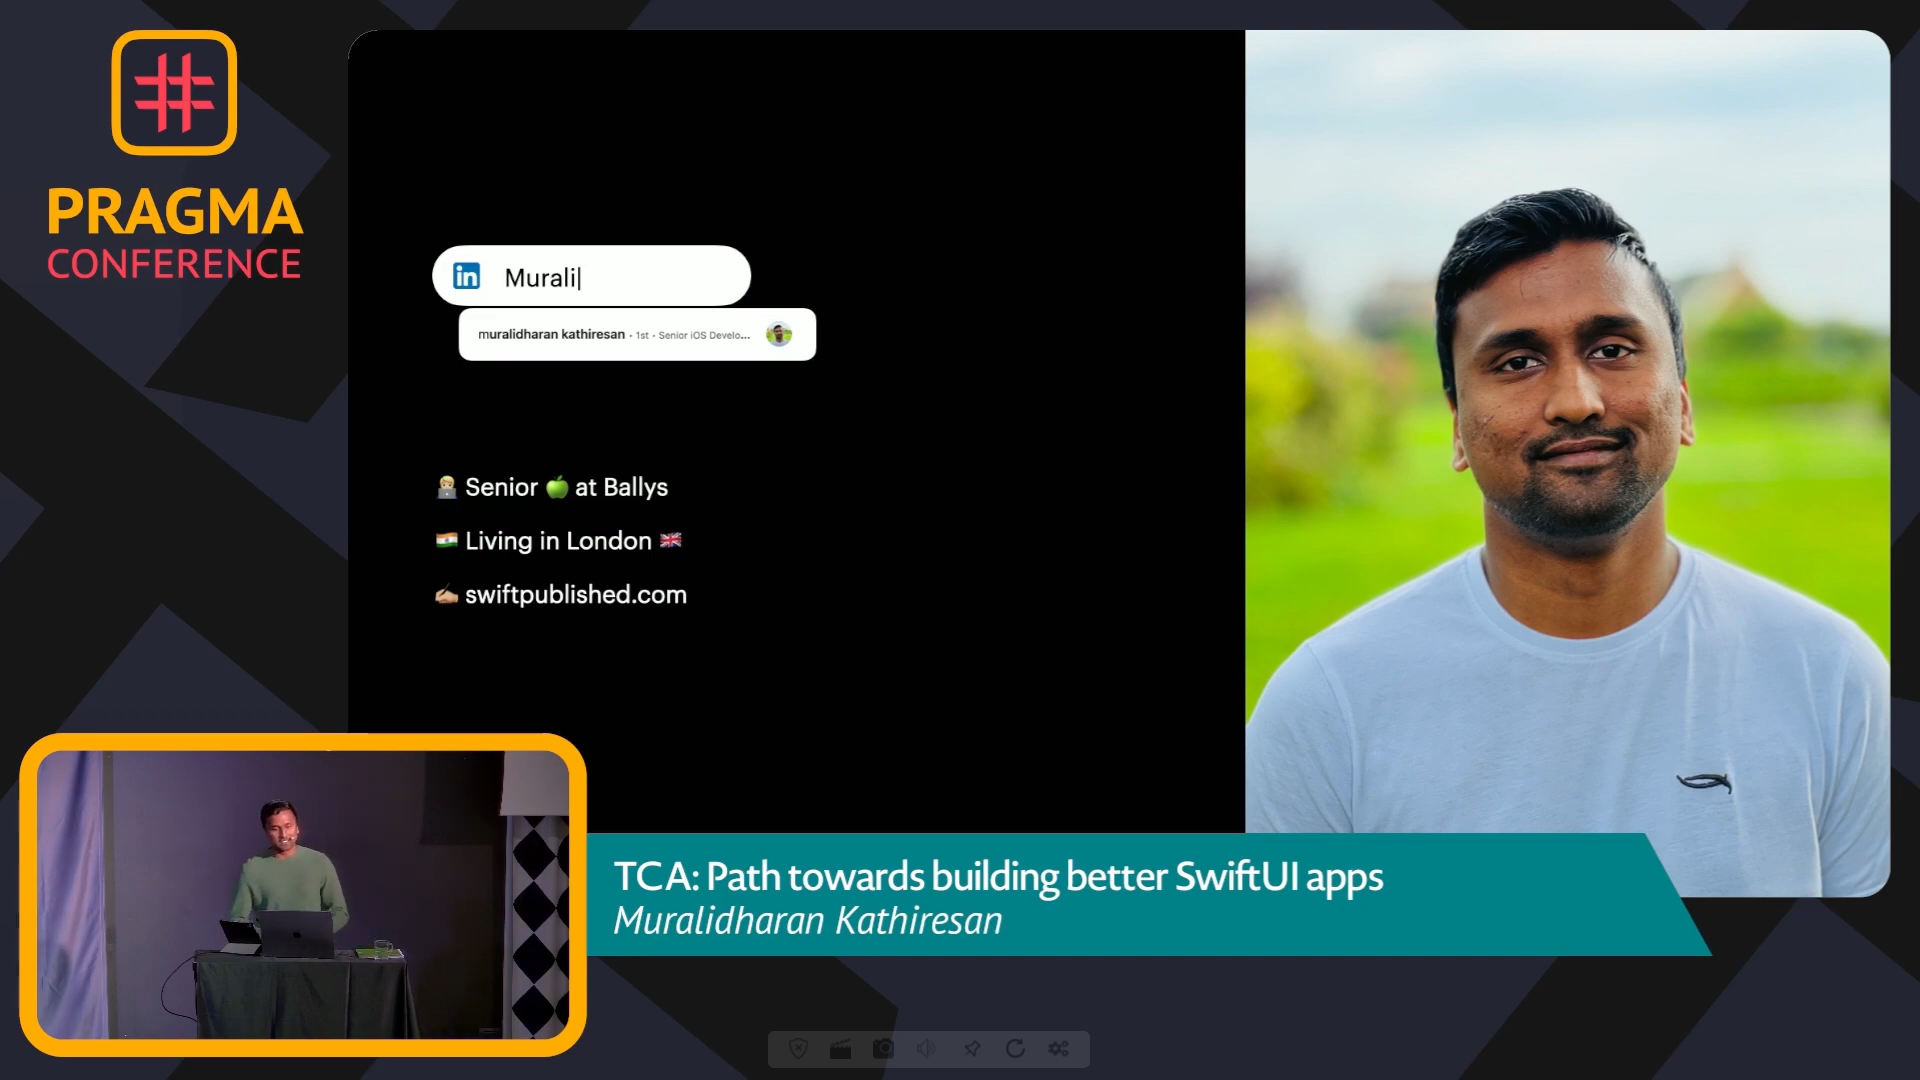 PRAGMA
CONFERENCE
in Murali|
muralidharan kathiresan • 1st • Senior iOS Develo...
Senior 🍏 at Ballys
Living in London
swiftpublished.com
TCA: Path towards building better SwiftUI apps
Muralidharan Kathiresan